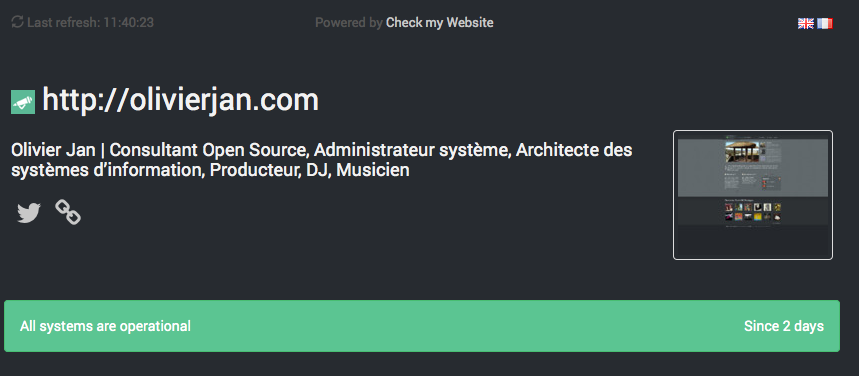 Last refresh: 11:40:23
Powered by Check my Website
http://olivierjan.com
Olivier Jan | Consultant Open Source, Administrateur système, Architecte des
systèmes d’information, Producteur, DJ, Musicien
All systems are operational
Since 2 days